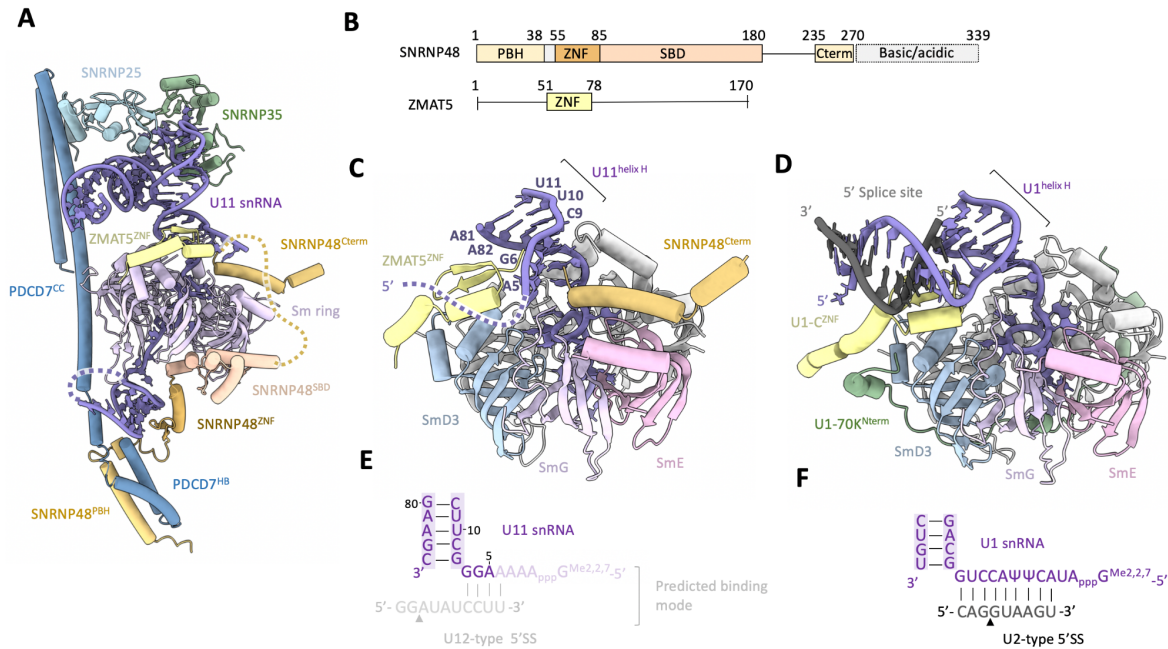 A
SNRNP25
SNRNP35
U11 snRNA
ZMAT5ZNF
SNRNP48Cterm
PDCD7CC
Sm ring
SNRNP48SBD
SNRNP48ZNF
PDCD7HB
SNRNP48PBH
B
1 38 55 85 180 235 270 339
SNRNP48 PBH ZNF SBD Cterm Basic/acidic
1 51 78 170
ZMAT5 ZNF
C
U11helix H
U11
U10
C9
A81
A82
G6
A5
ZMAT5ZNF
5’
SNRNP48Cterm
SmD3
SmG
SmE
D
U1helix H
5’ Splice site
3’
5’
5’
U1-CZNF
U1-70KNterm
SmD3
SmG
SmE
E
80-G — C
A — U
A — U -10
G — C
C — G
3’
U11 snRNA
5
GGAAAAApppGMe2,2,7-5’
5’- GGAUAUCCUU -3’
U12-type 5’SS
Predicted binding
mode
F
C — G
U — A
G — C
U — G
3’
U1 snRNA
GUCCAΨΨCAUApppGMe2,2,7-5’
5’- CAGGUAAGU -3’
U2-type 5’SS